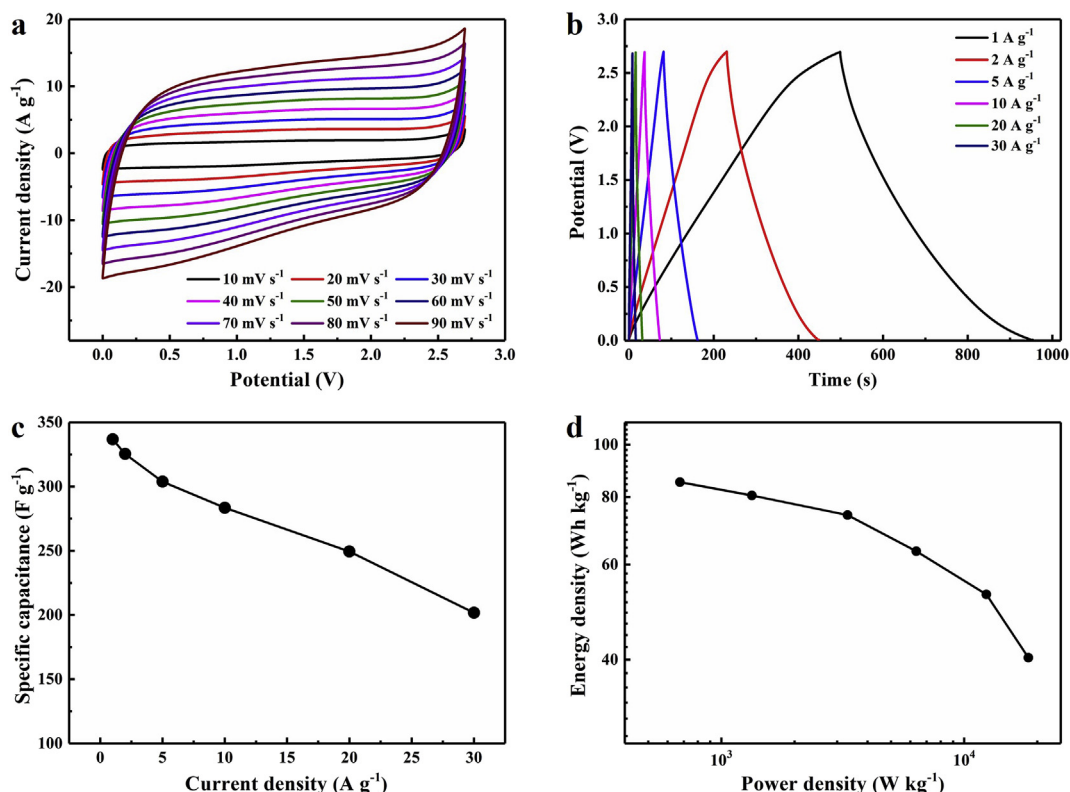 a
Current density (A g⁻¹)
20
10
0
-10
-20
10 mV s⁻¹ 20 mV s⁻¹ 30 mV s⁻¹
40 mV s⁻¹ 50 mV s⁻¹ 60 mV s⁻¹
70 mV s⁻¹ 80 mV s⁻¹ 90 mV s⁻¹
0.0 0.5 1.0 1.5 2.0 2.5 3.0
Potential (V)
b
Potential (V)
3.0
2.5
2.0
1.5
1.0
0.5
0.0
1 A g⁻¹
2 A g⁻¹
5 A g⁻¹
10 A g⁻¹
20 A g⁻¹
30 A g⁻¹
0 200 400 600 800 1000
Time (s)
c
Specific capacitance (F g⁻¹)
350
300
250
200
150
100
0 5 10 15 20 25 30
Current density (A g⁻¹)
d
Energy density (Wh kg⁻¹)
100
80
60
40
10³ 10⁴
Power density (W kg⁻¹)